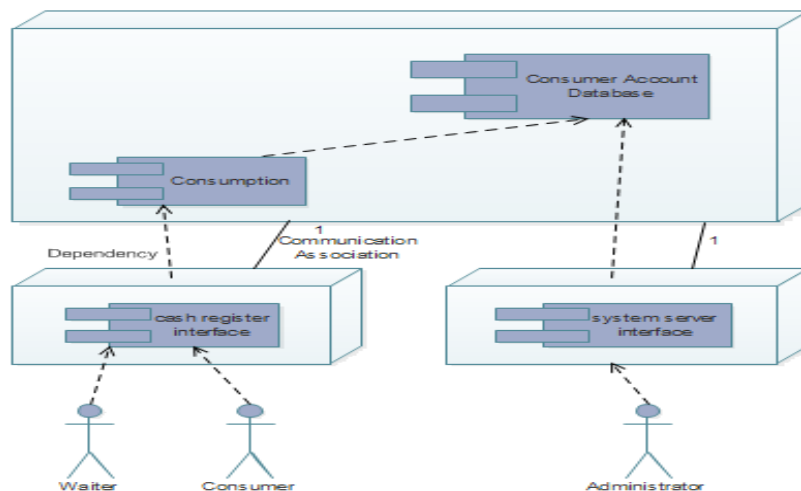 Consumer Account
Database
Consumption
Dependency
1
Communication
Association
1
cash register
interface
system server
interface
Waiter
Consumer
Administrator